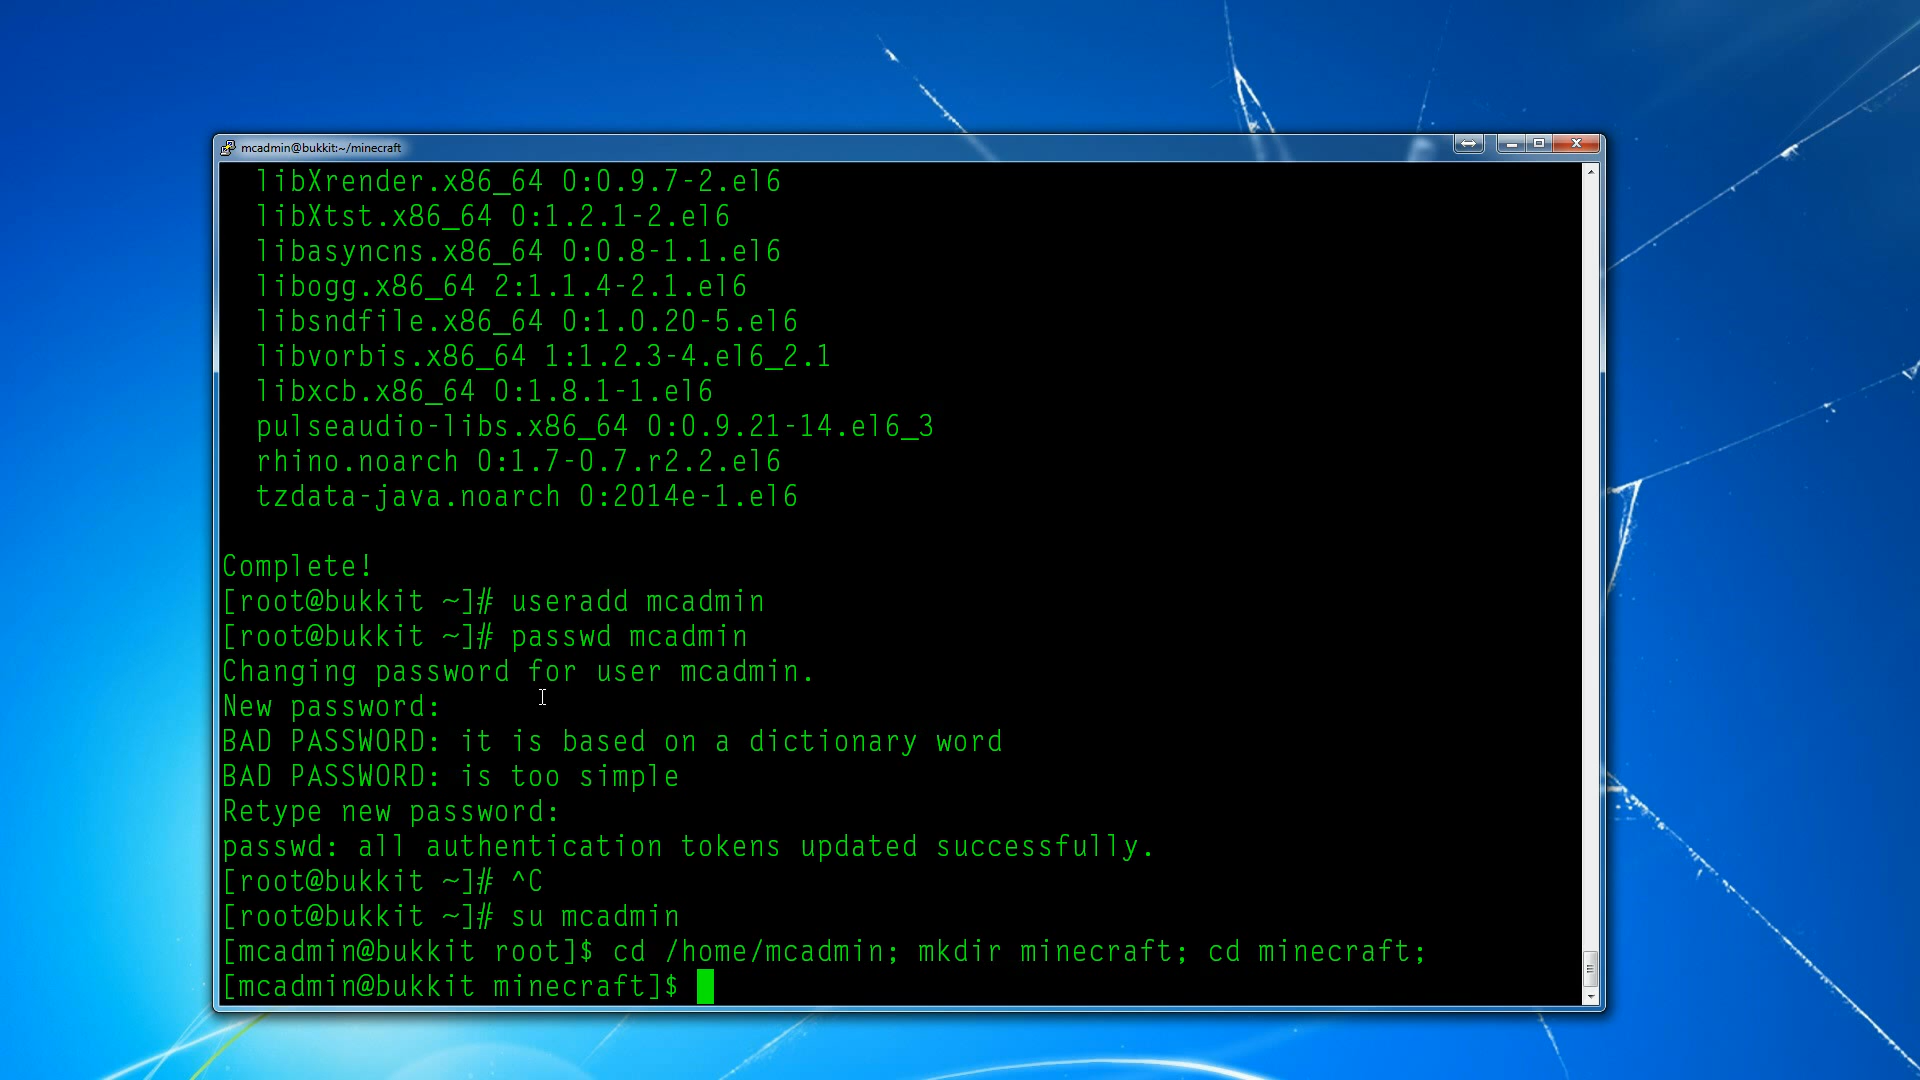 mcadmin@bukkit:~/minecraft
libXrender.x86_64 0:0.9.7-2.el6
libXtst.x86_64 0:1.2.1-2.el6
libasyncns.x86_64 0:0.8-1.1.el6
libogg.x86_64 2:1.1.4-2.1.el6
libsndfile.x86_64 0:1.0.20-5.el6
libvorbis.x86_64 1:1.2.3-4.el6_2.1
libxcb.x86_64 0:1.8.1-1.el6
pulseaudio-libs.x86_64 0:0.9.21-14.el6_3
rhino.noarch 0:1.7-0.7.r2.2.el6
tzdata-java.noarch 0:2014e-1.el6
Complete!
[root@bukkit ~]# useradd mcadmin
[root@bukkit ~]# passwd mcadmin
Changing password for user mcadmin.
New password:
BAD PASSWORD: it is based on a dictionary word
BAD PASSWORD: is too simple
Retype new password:
passwd: all authentication tokens updated successfully.
[root@bukkit ~]# ^C
[root@bukkit ~]# su mcadmin
[mcadmin@bukkit root]$ cd /home/mcadmin; mkdir minecraft; cd minecraft;
[mcadmin@bukkit minecraft]$